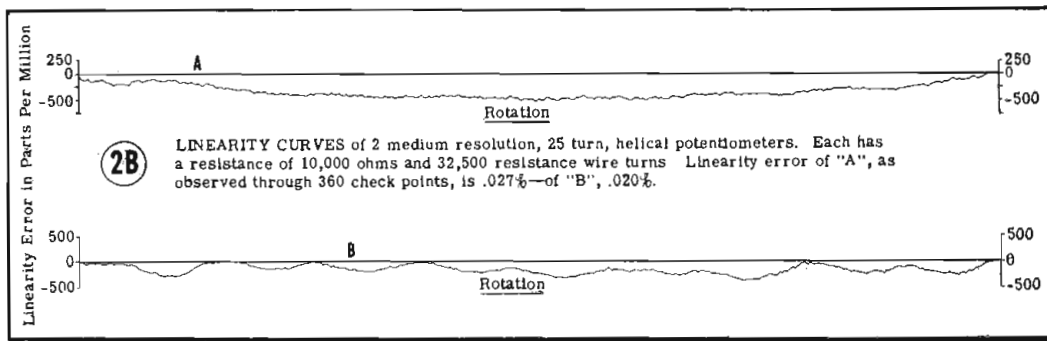 Linearity Error in Parts Per Million
A
250
0
-500
250
0
-500
Rotation
2B
LINEARITY CURVES of 2 medium resolution, 25 turn, helical potentiometers. Each has
a resistance of 10,000 ohms and 32,500 resistance wire turns Linearity error of "A", as
observed through 360 check points, is .027%—of "B", .020%.
B
500
0
-500
500
0
-500
Rotation